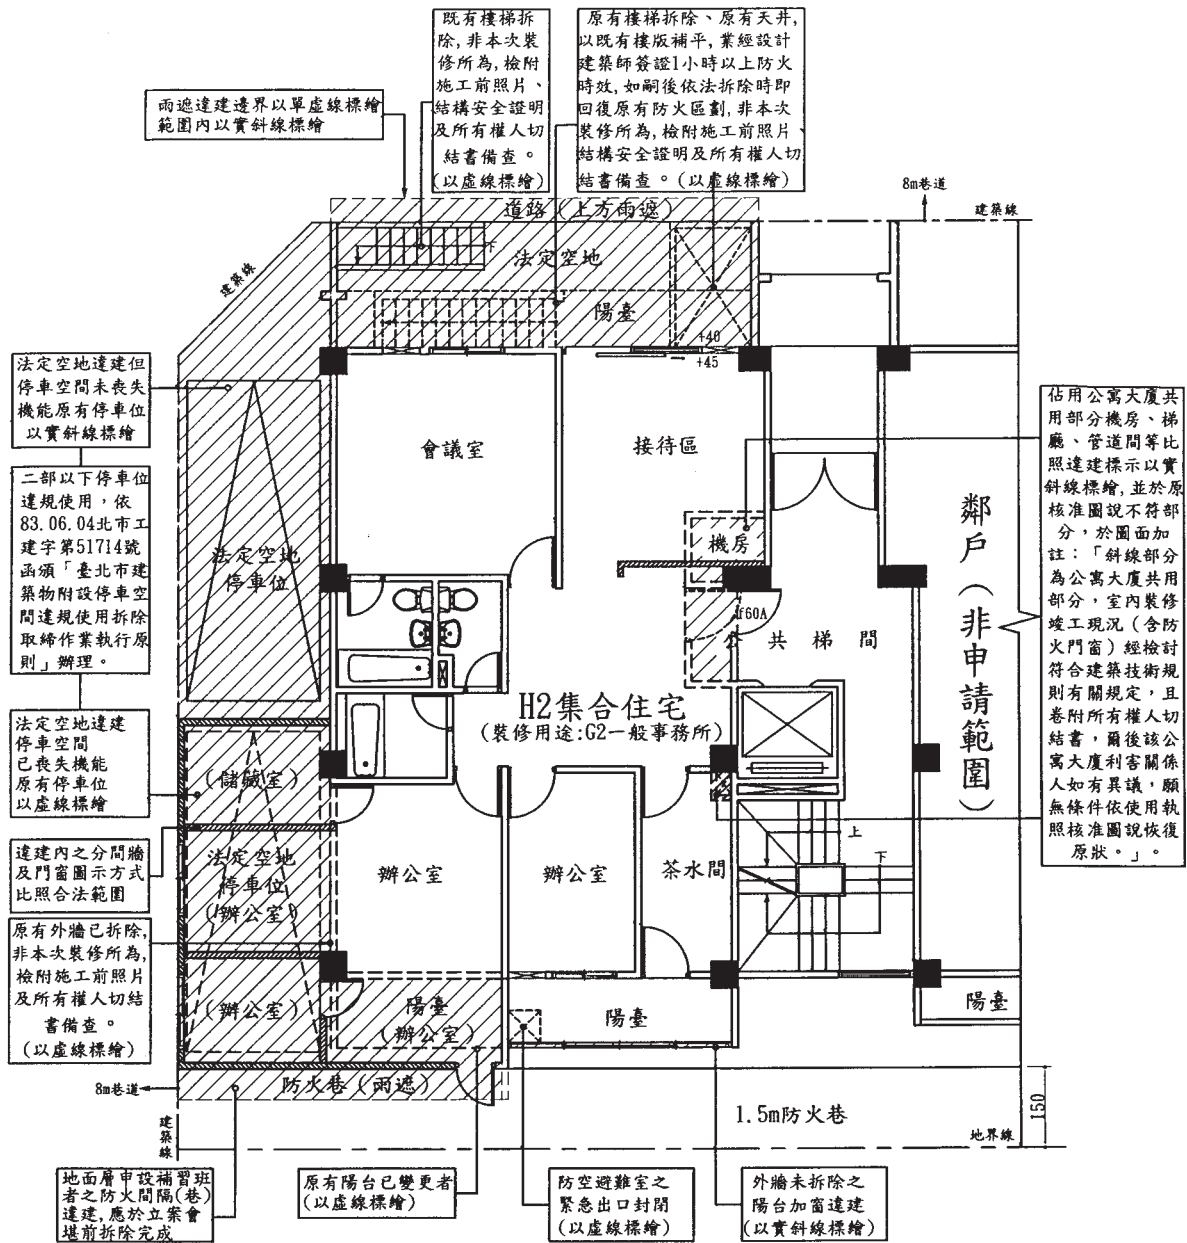 既有樓梯拆
除,非本次裝
修所為,檢附
施工前照片、
結構安全證明
及所有權人切
結書備查。
(以虛線標繪)
原有樓梯拆除、原有天井,
以既有樓版補平,業經設計
建築師簽證1小時以上防火
時效,如嗣後依法拆除時即
回復原有防火區劃,非本次
裝修所為,檢附施工前照片、
結構安全證明及所有權人切
結書備查。(以虛線標繪)
雨遮違建邊界以單虛線標繪
範圍內以實斜線標繪
8m巷道
建築線
道路(上方雨遮)
下
法定空地
建築線
陽臺
+40
+45
法定空地違建但
停車空間未喪失
機能原有停車位
以實斜線標繪
二部以下停車位
違規使用,依
83.06.04北市工
建字第51714號
函頒「臺北市建
築物附設停車空
間違規使用拆除
取締作業執行原
則」辦理。
法定空地違建
停車空間
已喪失機能
原有停車位
以虛線標繪
違建內之分間牆
及門窗圖示方式
比照合法範圍
原有外牆已拆除,
非本次裝修所為,
檢附施工前照片
及所有權人切結
書備查。
(以虛線標繪)
會議室
接待區
機房
法定空地
停車位
f60A
公共梯間
H2集合住宅
(裝修用途:G2一般事務所)
(儲藏室)
法定空地
停車位
(辦公室)
辦公室
辦公室
茶水間
上
下
(辦公室)
陽臺
(辦公室)
陽臺
陽臺
鄰戶(非申請範圍)
佔用公寓大廈共
用部分機房、梯
廳、管道間等比
照違建標示以實
斜線標繪,並於原
核准圖說不符部
分,於圖面加
註:「斜線部分
為公寓大廈共用
部分,室內裝修
竣工現況(含防
火門窗)經檢討
符合建築技術規
則有關規定,且
卷附所有權人切
結書,爾後該公
寓大廈利害關係
人如有異議,願
無條件依使用執
照核准圖說恢復
原狀。」。
8m巷道
防火巷(雨遮)
1.5m防火巷
150
建築線
地界線
地面層申設補習班
者之防火間隔(巷)
違建,應於立案會
堪前拆除完成
原有陽台已變更者
(以虛線標繪)
防空避難室之
緊急出口封閉
(以虛線標繪)
外牆未拆除之
陽台加窗違建
(以實斜線標繪)